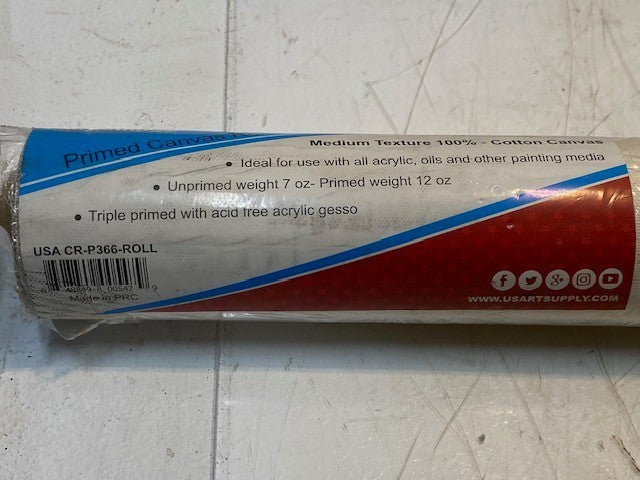 Primed Canvas
Medium Texture 100% - Cotton Canvas
• Ideal for use with all acrylic, oils and other painting media
• Unprimed weight 7 oz- Primed weight 12 oz
• Triple primed with acid free acrylic gesso
USA CR-P366-ROLL
00547 9
Made in PRC
WWW.USARTSUPPLY.COM